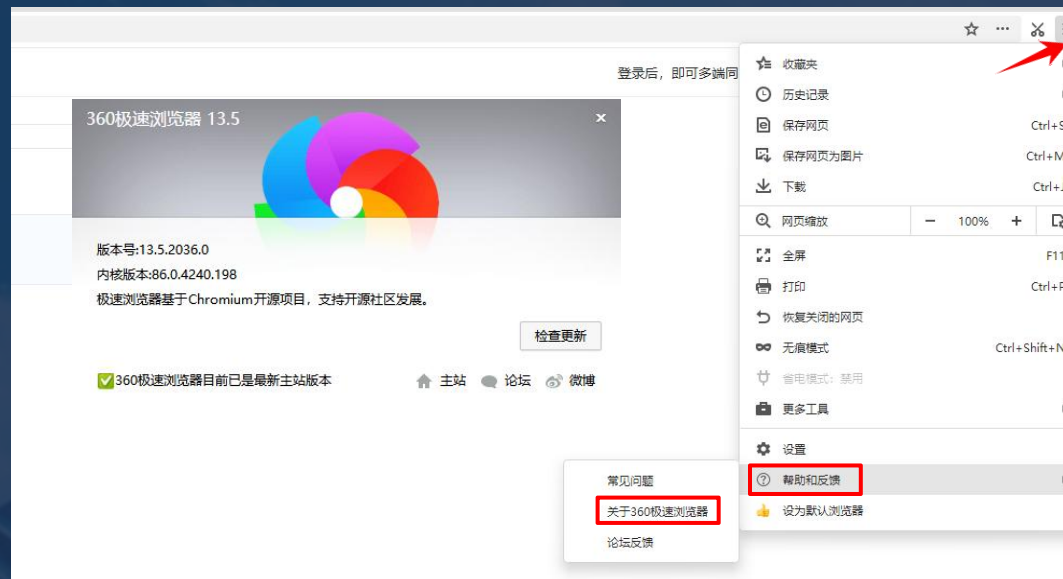 登录后，即可多端同
360极速浏览器 13.5
版本号:13.5.2036.0
内核版本:86.0.4240.198
极速浏览器基于Chromium开源项目，支持开源社区发展。
检查更新
360极速浏览器目前已是最新主站版本
主站
论坛
微博
收藏夹
历史记录
保存网页 Ctrl+S
保存网页为图片 Ctrl+M
下载 Ctrl+J
网页缩放 − 100% +
全屏 F11
打印 Ctrl+P
恢复关闭的网页
无痕模式 Ctrl+Shift+N
省电模式：禁用
更多工具
设置
帮助和反馈
设为默认浏览器
常见问题
关于360极速浏览器
论坛反馈